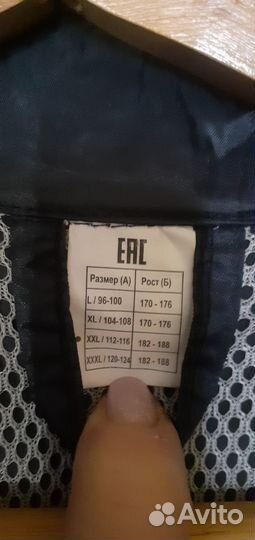 EAC
Размер (А) Рост (Б)
L / 96-100 170 - 176
XL / 104-108 170 - 176
XXL / 112-116 182 - 188
XXXL / 120-124 182 - 188
Avito